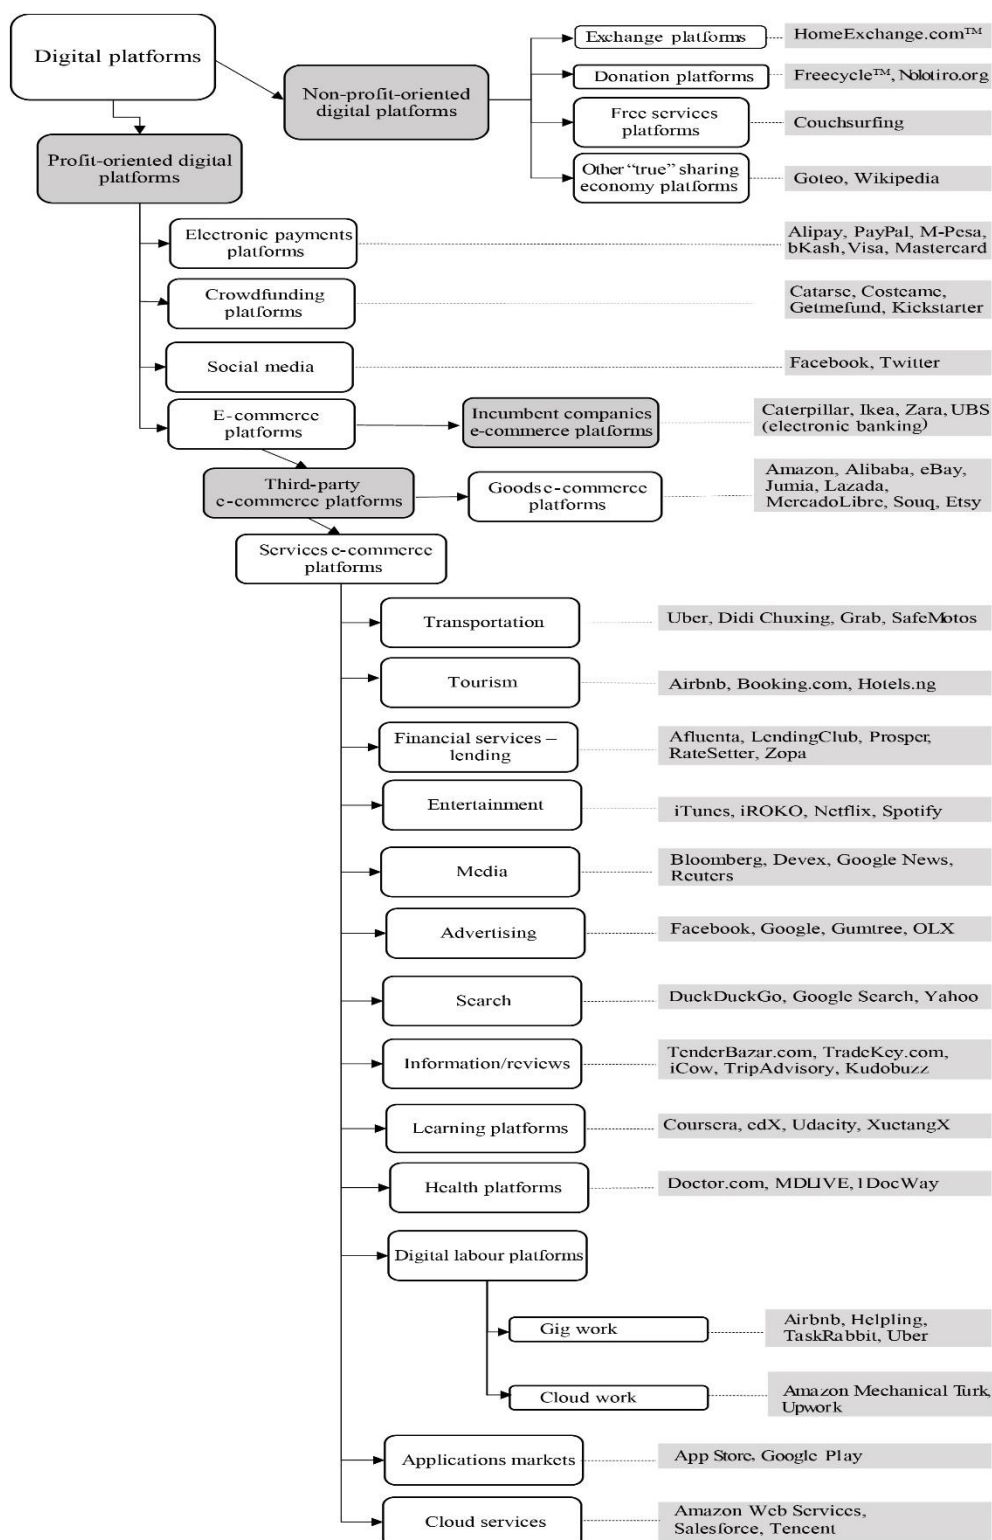 Digital platforms
Non-profit-oriented
digital platforms
Exchange platforms
HomeExchange.com™
Donation platforms
Freecycle™, Nolotiro.org
Free services
platforms
Couchsurfing
Other “true” sharing
economy platforms
Goteo, Wikipedia
Profit-oriented digital
platforms
Electronic payments
platforms
Alipay, PayPal, M-Pesa,
bKash, Visa, Mastercard
Crowdfunding
platforms
Catarse, Costeame,
Getmefund, Kickstarter
Social media
Facebook, Twitter
E-commerce
platforms
Incumbent companies
e-commerce platforms
Caterpillar, Ikea, Zara, UBS
(electronic banking)
Third-party
e-commerce platforms
Goods e-commerce
platforms
Amazon, Alibaba, eBay,
Jumia, Lazada,
MercadoLibre, Souq, Etsy
Services e-commerce
platforms
Transportation
Uber, Didi Chuxing, Grab, SafeMotos
Tourism
Airbnb, Booking.com, Hotels.ng
Financial services –
lending
Afluenta, LendingClub, Prosper,
RateSetter, Zopa
Entertainment
iTunes, iROKO, Netflix, Spotify
Media
Bloomberg, Devex, Google News,
Reuters
Advertising
Facebook, Google, Gumtree, OLX
Search
DuckDuckGo, Google Search, Yahoo
Information/reviews
TenderBazar.com, TradeKey.com,
iCow, TripAdvisory, Kudobuzz
Learning platforms
Coursera, edX, Udacity, XuetangX
Health platforms
Doctor.com, MDLIVE, 1DocWay
Digital labour platforms
Gig work
Airbnb, Helpling,
TaskRabbit, Uber
Cloud work
Amazon Mechanical Turk,
Upwork
Applications markets
App Store, Google Play
Cloud services
Amazon Web Services,
Salesforce, Tencent